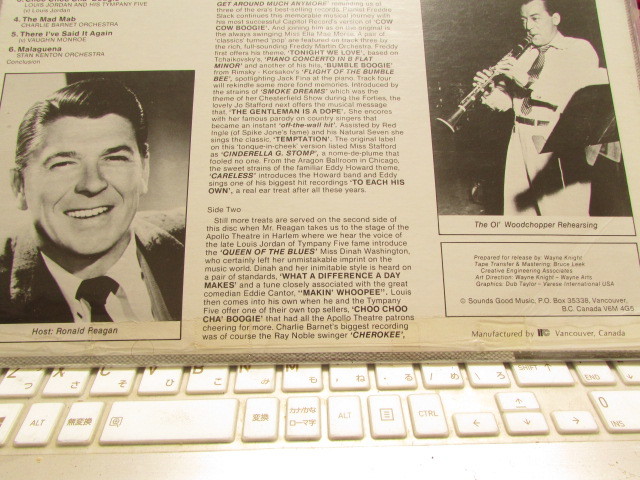 LOUIS JORDAN AND HIS TYMPANY FIVE
(v) Louis Jordan
4. The Mad Mab
CHARLIE BARNET ORCHESTRA
5. There I've Said It Again
(v) VAUGHN MONROE
6. Malaguena
STAN KENTON ORCHESTRA
Conclusion
Host: Ronald Reagan
GET AROUND MUCH ANYMORE'
three of the era's best selling records. Pianist Freddie
Slack continues this memorable musical journey with
his most successful Capitol Record's version of 'COW
COW BOOGIE'. And joining him as guest vocalist is
the always swinging Miss Ella Mae Morse. A pair of
'classics' turned 'pop' are featured on track three by
the rich, full-sounding Freddy Martin Orchestra. Freddy
first offers his theme, 'TONIGHT WE LOVE', based on
Tchaikovsky's, 'PIANO CONCERTO IN B FLAT
MINOR' and another of his hits, 'BUMBLE BOOGIE'
from Rimsky - Korsakov's 'FLIGHT OF THE BUMBLE
BEE', spotlighting Jack Fina at the piano. Track four
will rekindle some more fond memories. Introduced by
the strains of 'SMOKE DREAMS' which was the
theme of her Chesterfield Show during the Forties, the
lovely Jo Stafford next offers the musical message
that, 'THE GENTLEMAN IS A DOPE'. She encores
with her famous parody on country singers that
became an instant 'off-the-wall hit'. Assisted by Red
Ingle (of Spike Jone's fame) and his Natural Seven she
sings the classic, 'TEMPTATION'. The original label
on this 'tongue-in-cheek' version listed Miss Stafford
as 'CINDERELLA G. STOMP', a nome-de-plume that
fooled no one. From the Aragon Ballroom in Chicago,
the sweet strains of the familiar Eddy Howard theme,
'CARELESS' introduces the Howard band and Eddy
sings one of his biggest hit recordings 'TO EACH HIS
OWN', a real ear treat after all these years.
Side Two
Still more treats are served on the second side of
this disc when Mr. Reagan takes us to the stage of the
Apollo Theatre in Harlem where we hear the voice of
the late Louis Jordan of Tympany Five fame introduce
the 'QUEEN OF THE BLUES' Miss Dinah Washington,
who certainly left her unmistakable imprint on the
music world. Dinah and her inimitable style is heard on
a pair of standards, 'WHAT A DIFFERENCE A DAY
MAKES' and a tune closely associated with the great
comedian Eddie Cantor, "MAKIN' WHOOPEE". Louis
then comes into his own when he and the Tympany
Five offer one of their own top sellers, 'CHOO CHOO
CHA' BOOGIE' that had all the Apollo Theatre patrons
cheering for more. Charlie Barnet's biggest recording
was of course the Ray Noble swinger 'CHEROKEE',
The Ol' Woodchopper Rehearsing
Prepared for release by: Wayne Knight
Tape Transfer & Mastering: Bruce Leek
Creative Engineering Associates
Art Direction: Wayne Knight - Wayne Arts
Graphics: Dub Taylor - Varese International USA
© Sounds Good Music, P.O. Box 35338, Vancouver,
B.C. Canada V6M 4G5
Manufactured by Vancouver, Canada
Z X C V B N M SHIFT END
ALT 無変換 変換 カタカナ ひらがな ローマ字 ALT CTRL 0 INS